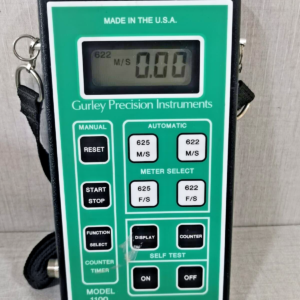 MADE IN THE U.S.A.
622
M/S 0.00
Gurley Precision Instruments
MANUAL
AUTOMATIC
RESET
625
M/S
622
M/S
METER SELECT
START
STOP
625
F/S
622
F/S
FUNCTION
SELECT
DISPLAY
COUNTER
SELF TEST
COUNTER
TIMER
ON
OFF
MODEL
1100